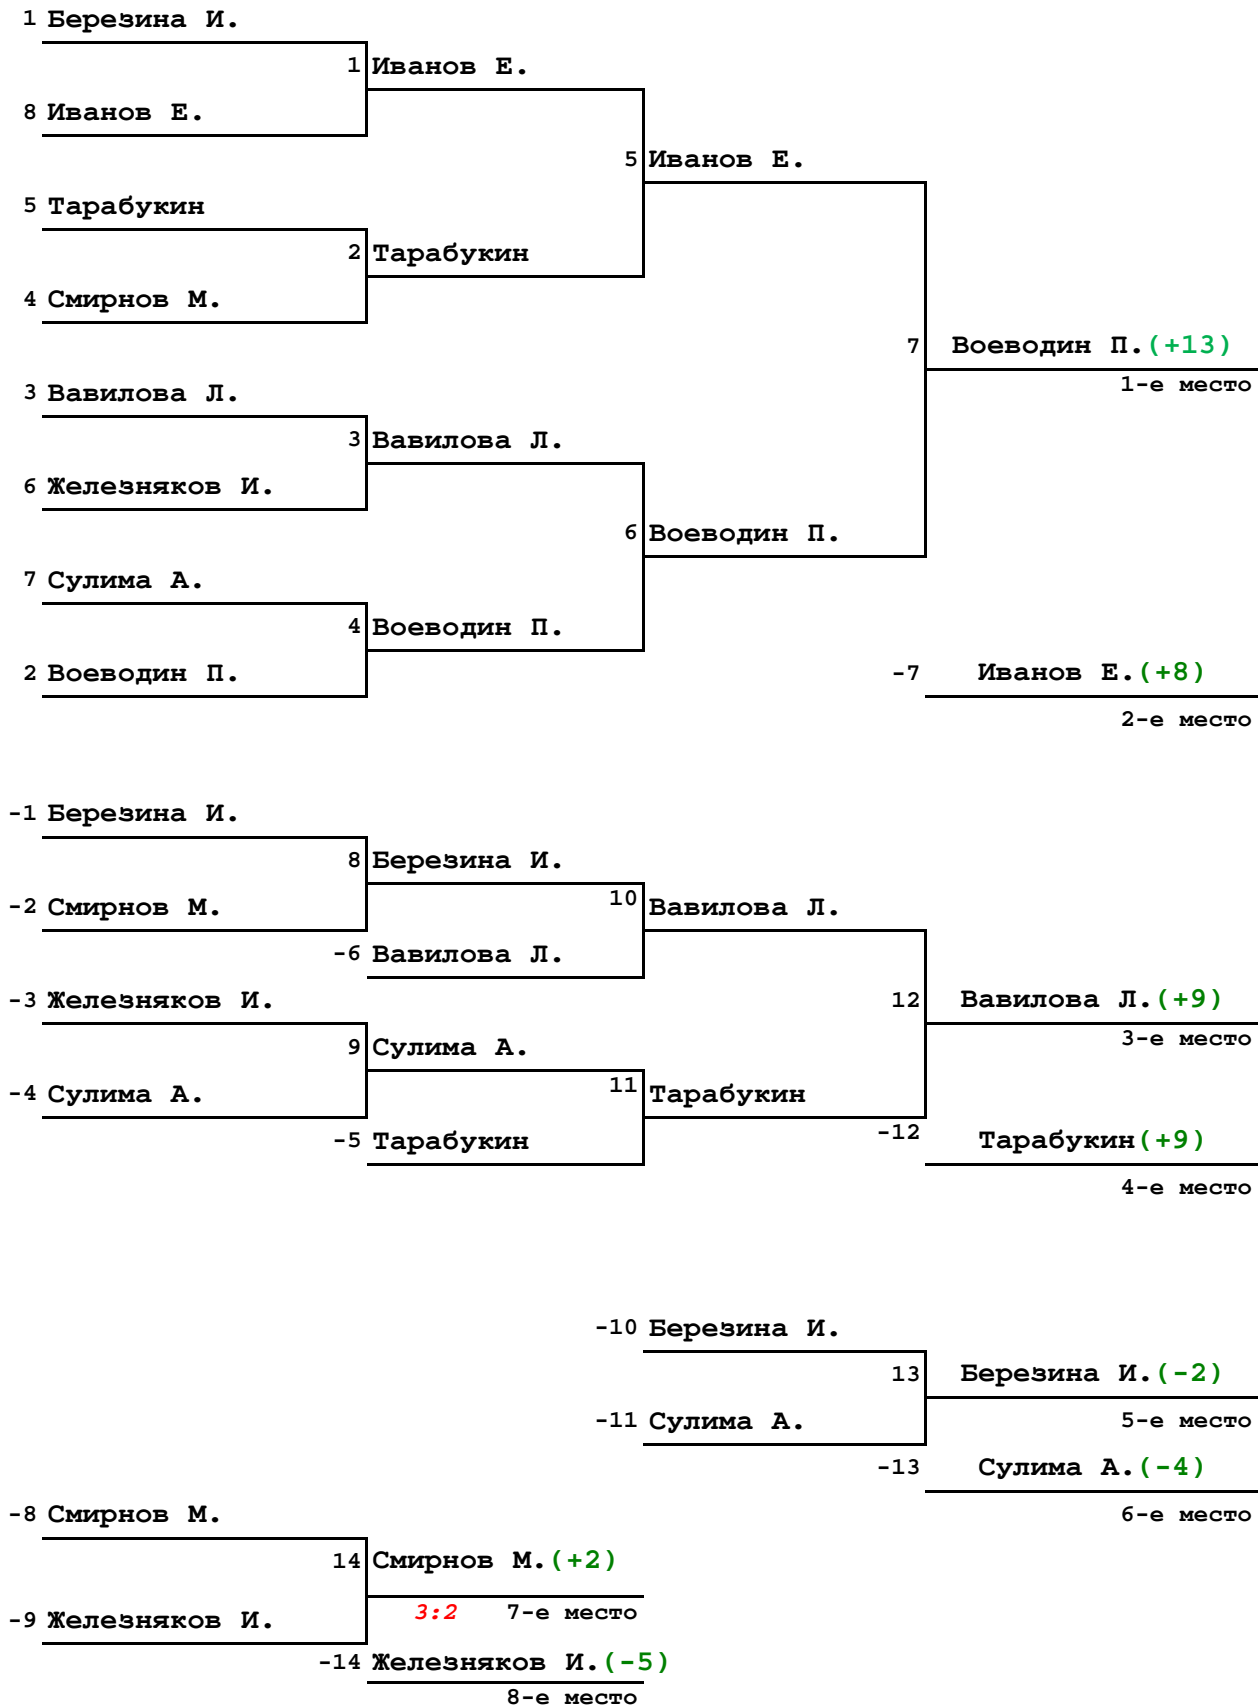 1 Березина И.
1 Иванов Е.
8 Иванов Е.
5 Иванов Е.
5 Тарабукин
2 Тарабукин
4 Смирнов М.
7 Воеводин П.(+13)
1-е место
3 Вавилова Л.
3 Вавилова Л.
6 Железняков И.
6 Воеводин П.
7 Сулима А.
4 Воеводин П.
2 Воеводин П.
-7 Иванов Е.(+8)
2-е место
-1 Березина И.
8 Березина И.
-2 Смирнов М.
10 Вавилова Л.
-6 Вавилова Л.
-3 Железняков И.
12 Вавилова Л.(+9)
3-е место
9 Сулима А.
-4 Сулима А.
11 Тарабукин
-5 Тарабукин
-12 Тарабукин(+9)
4-е место
-10 Березина И.
13 Березина И.(-2)
5-е место
-11 Сулима А.
-13 Сулима А.(-4)
6-е место
-8 Смирнов М.
14 Смирнов М.(+2)
3:2 7-е место
-9 Железняков И.
-14 Железняков И.(-5)
8-е место